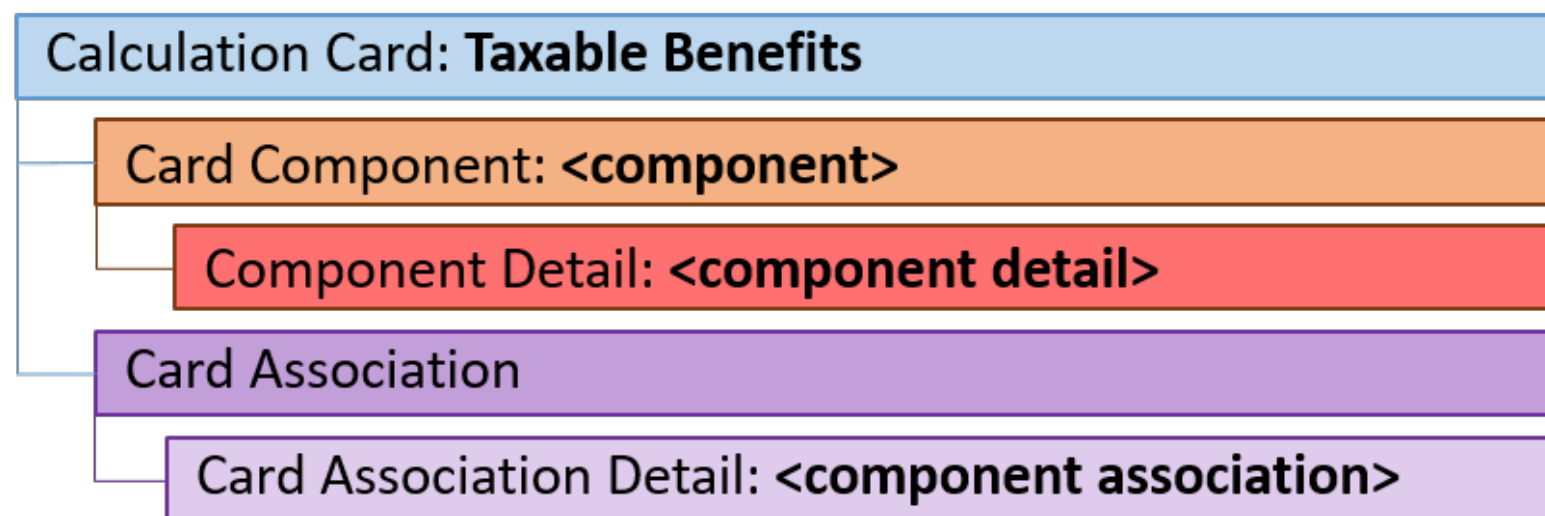 Calculation Card: Taxable Benefits
Card Component: <component>
Component Detail: <component detail>
Card Association
Card Association Detail: <component association>